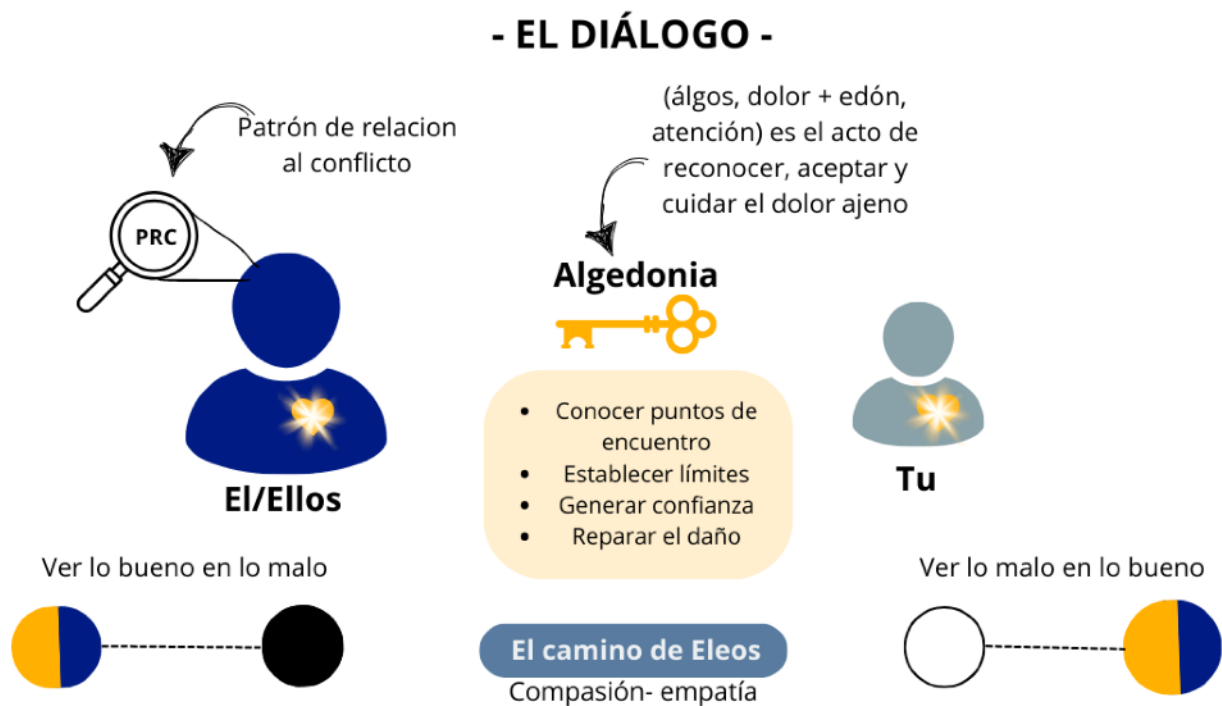 - EL DIÁLOGO -
Patrón de relacion
al conflicto
(álgos, dolor + edón,
atención) es el acto de
reconocer, aceptar y
cuidar el dolor ajeno
PRC
Algedonia
• Conocer puntos de
encuentro
• Establecer límites
• Generar confianza
• Reparar el daño
El/Ellos
Tu
Ver lo bueno en lo malo
Ver lo malo en lo bueno
El camino de Eleos
Compasión- empatía